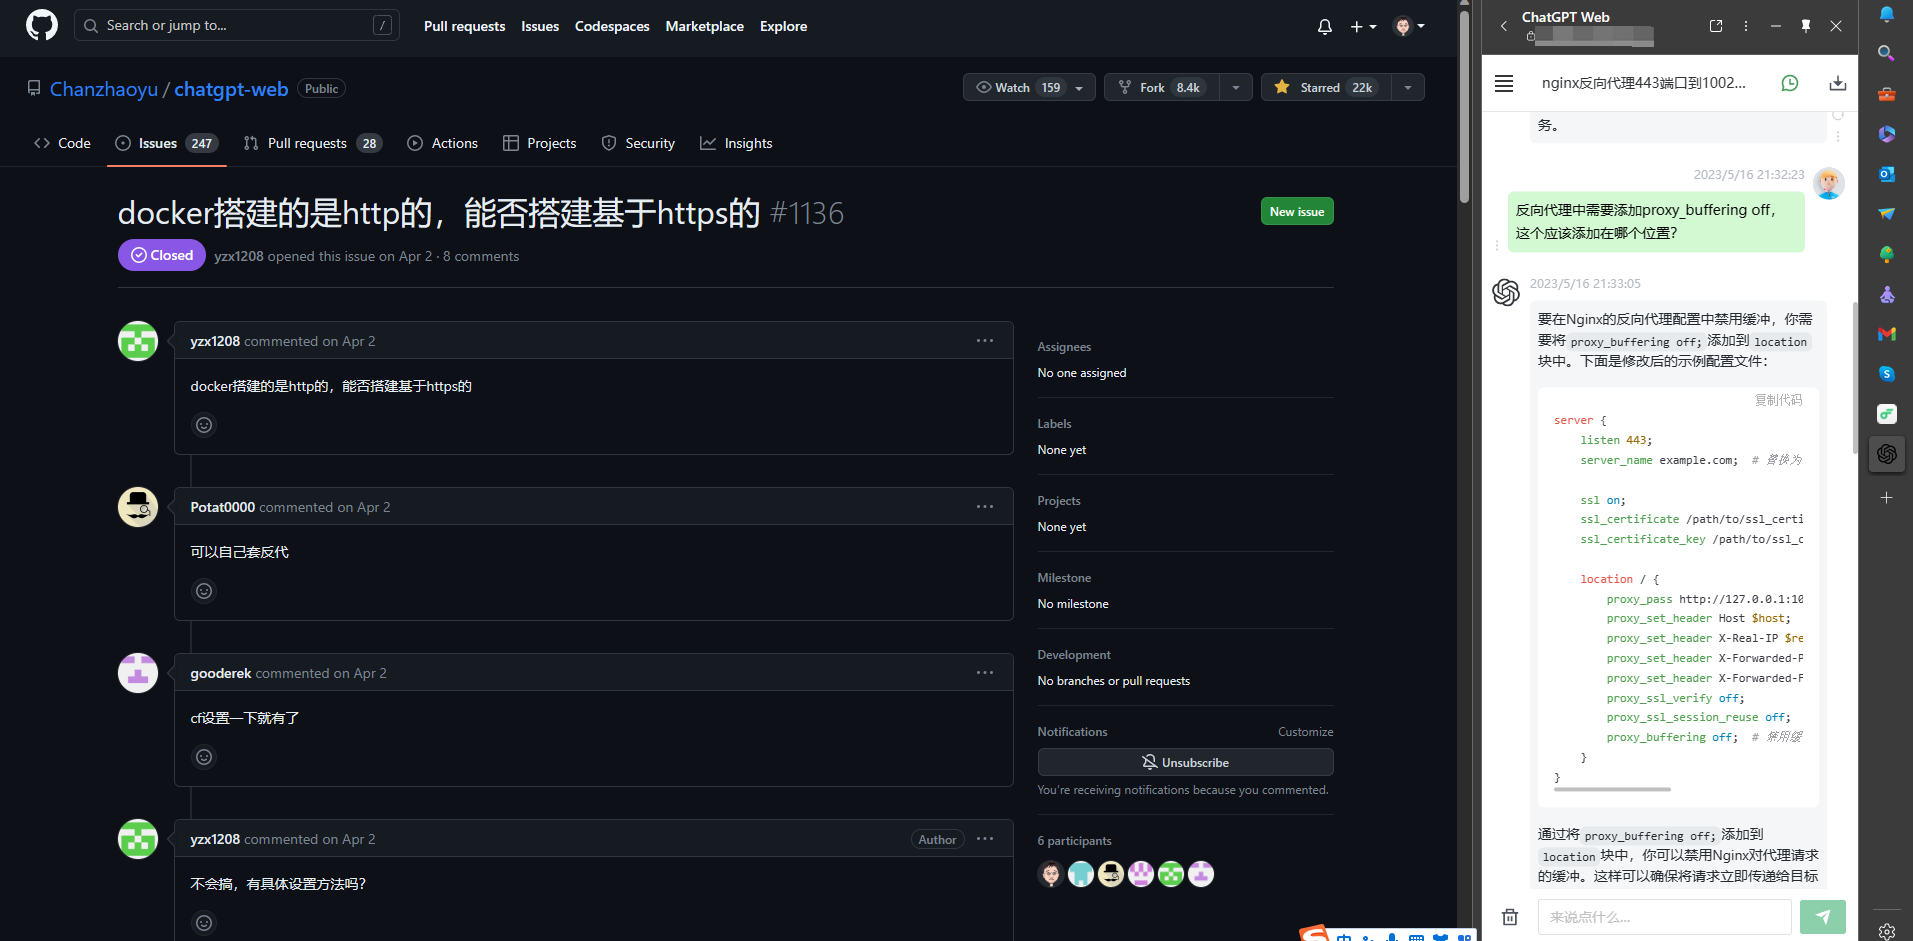 Search or jump to...
/
Pull requests
Issues
Codespaces
Marketplace
Explore
Chanzhaoyu / chatgpt-web
Public
Watch 159
Fork 8.4k
Starred 22k
Code
Issues 247
Pull requests 28
Actions
Projects
Security
Insights
docker搭建的是http的，能否搭建基于https的 #1136
New issue
Closed
yzx1208 opened this issue on Apr 2 · 8 comments
yzx1208 commented on Apr 2
docker搭建的是http的，能否搭建基于https的
Potat0000 commented on Apr 2
可以自己套反代
gooderek commented on Apr 2
cf设置一下就有了
yzx1208 commented on Apr 2
Author
不会搞，有具体设置方法吗？
Assignees
No one assigned
Labels
None yet
Projects
None yet
Milestone
No milestone
Development
No branches or pull requests
Notifications
Customize
Unsubscribe
You're receiving notifications because you commented.
6 participants
ChatGPT Web
nginx反向代理443端口到1002...
务。
2023/5/16 21:32:23
反向代理中需要添加proxy_buffering off，
这个应该添加在哪个位置？
2023/5/16 21:33:05
要在Nginx的反向代理配置中禁用缓冲，你需
要将 proxy_buffering off; 添加到 location
块中。下面是修改后的示例配置文件：
复制代码
server {
listen 443;
server_name example.com; # 替换为
ssl on;
ssl_certificate /path/to/ssl_certi
ssl_certificate_key /path/to/ssl_c
location / {
proxy_pass http://127.0.0.1:10
proxy_set_header Host $host;
proxy_set_header X-Real-IP $re
proxy_set_header X-Forwarded-F
proxy_set_header X-Forwarded-F
proxy_ssl_verify off;
proxy_ssl_session_reuse off;
proxy_buffering off; # 禁用缓
}
}
通过将 proxy_buffering off; 添加到
location 块中，你可以禁用Nginx对代理请求
的缓冲。这样可以确保将请求立即传递给目标
来说点什么...
中